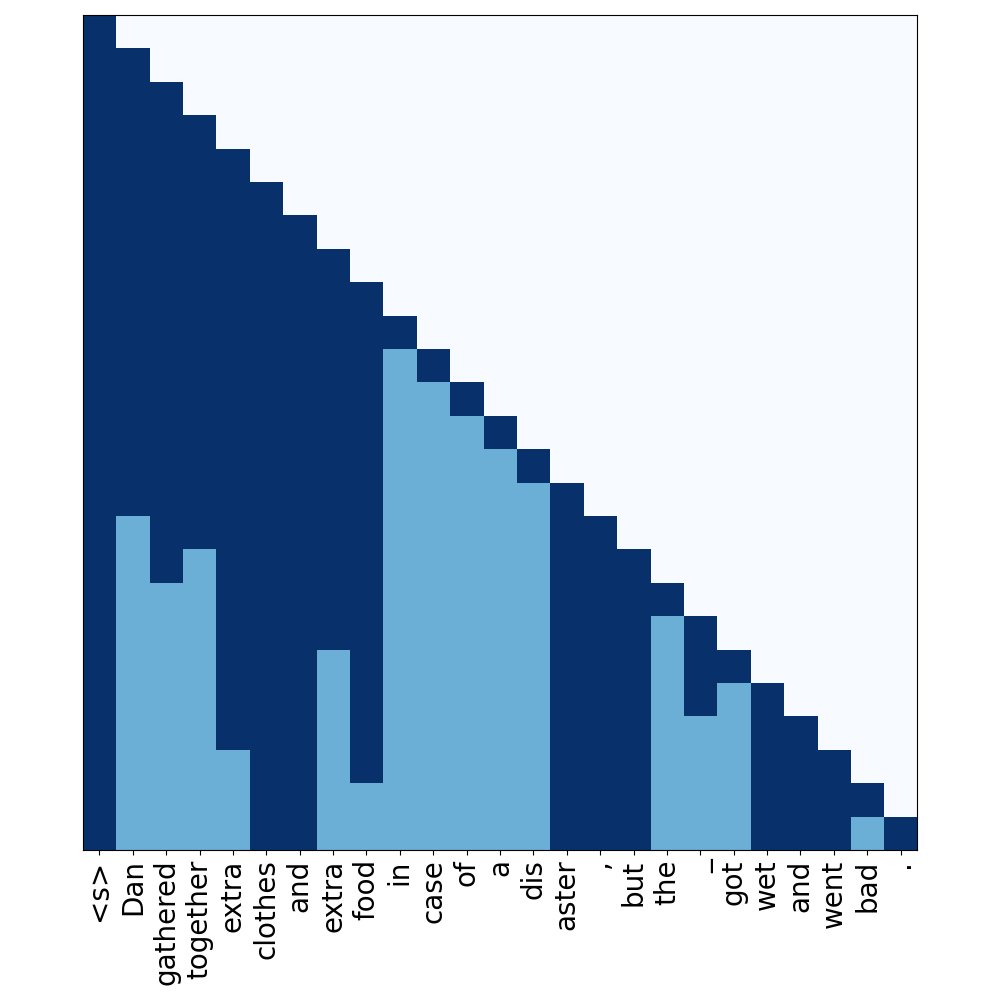 <s> Dan gathered together extra clothes and extra food in case of a dis aster , but the _ got wet and went bad .